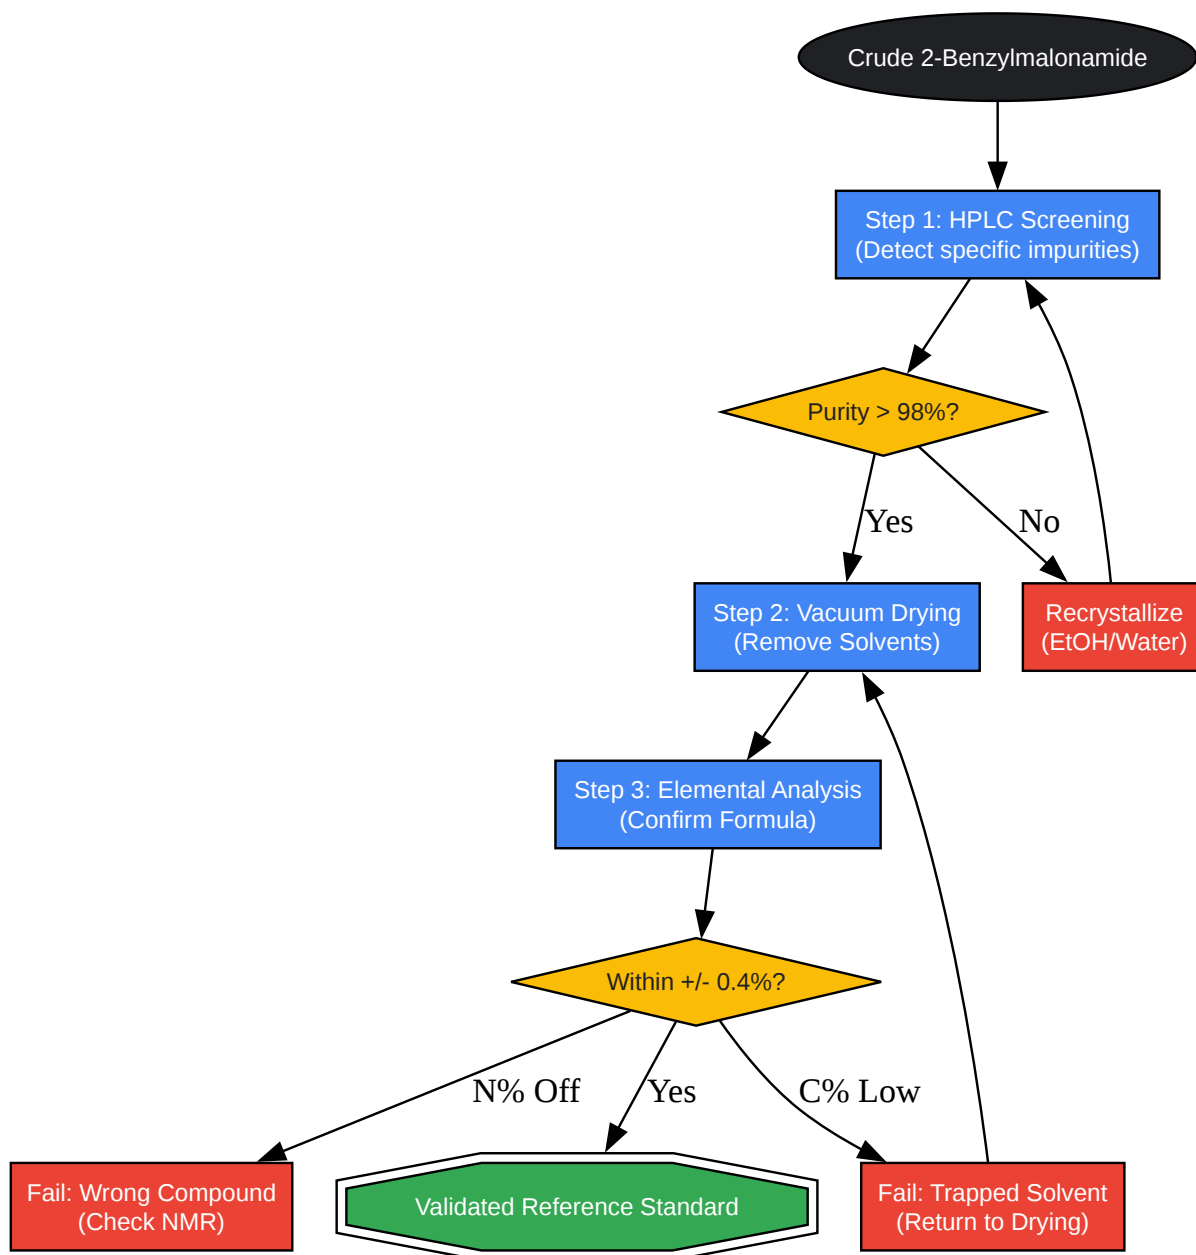 Crude 2-Benzylmalonamide
Step 1: HPLC Screening
(Detect specific impurities)
Purity > 98%?
Yes
No
Step 2: Vacuum Drying
(Remove Solvents)
Recrystallize
(EtOH/Water)
Step 3: Elemental Analysis
(Confirm Formula)
Within +/- 0.4%?
N% Off
Yes
C% Low
Fail: Wrong Compound
(Check NMR)
Validated Reference Standard
Fail: Trapped Solvent
(Return to Drying)